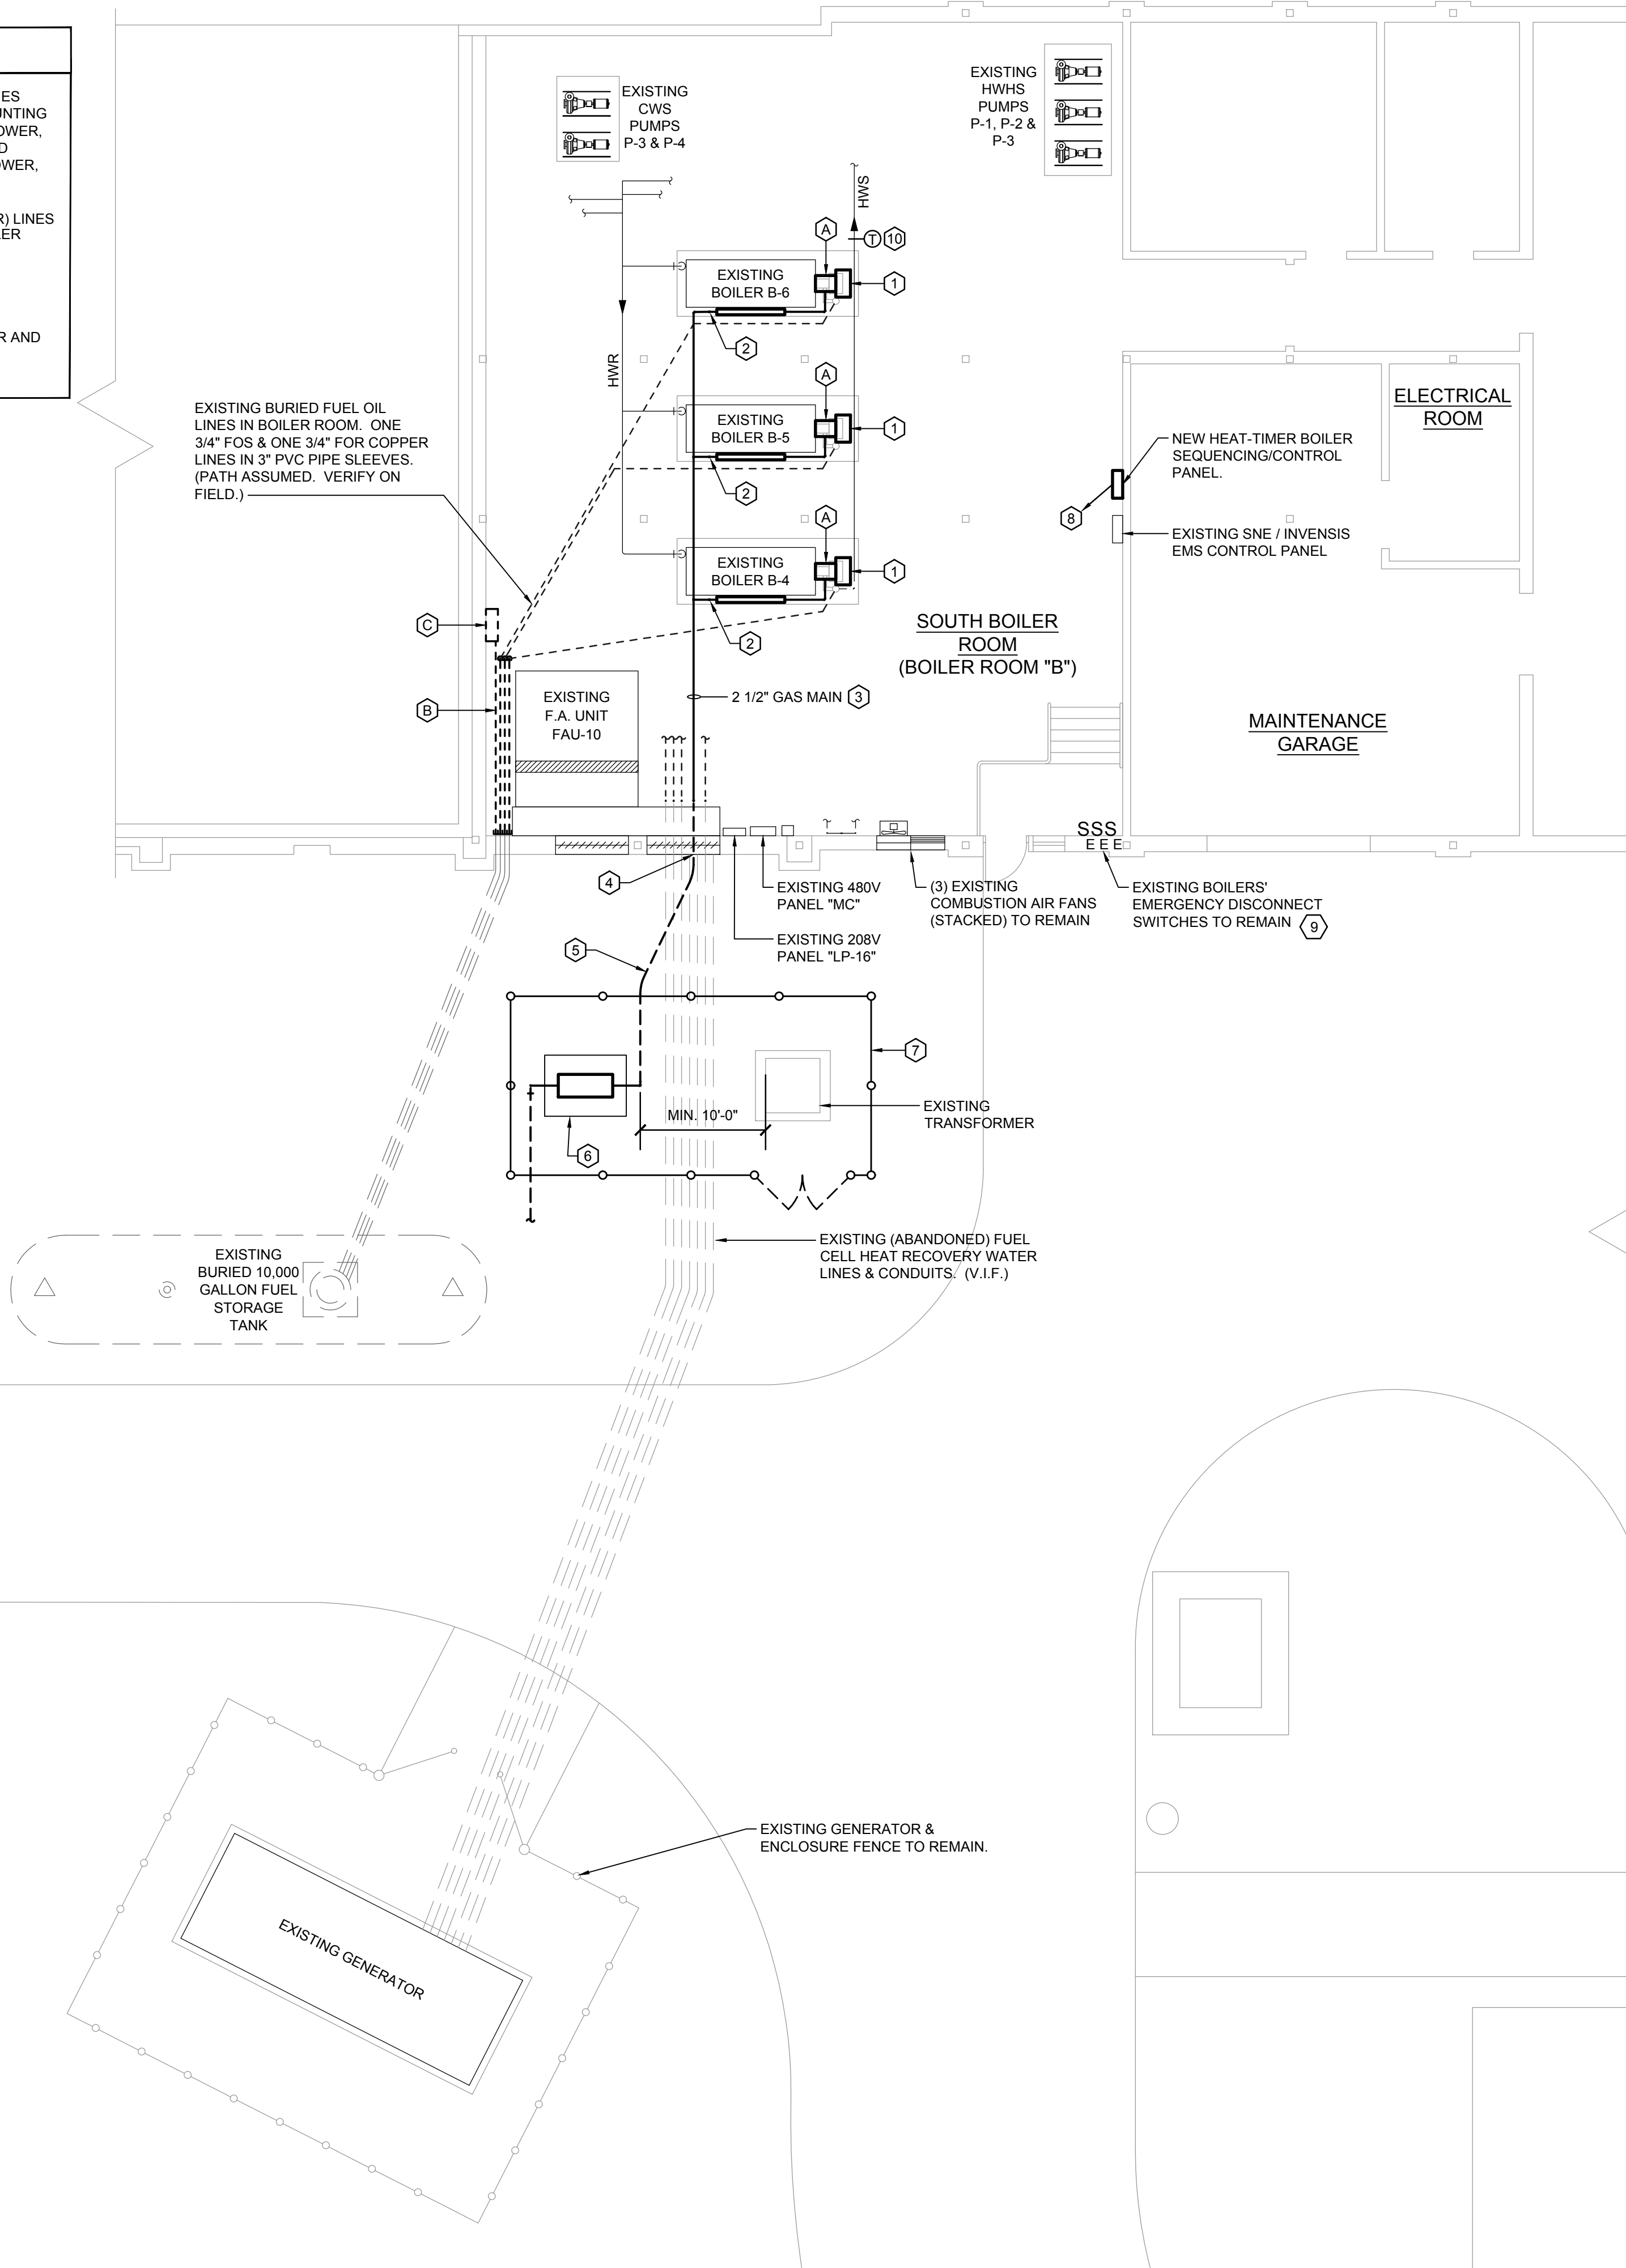 ES
UNTING
OWER,
D
OWER,
R) LINES
LER
R AND
EXISTING
CWS
PUMPS
P-3 & P-4
EXISTING
HWHS
PUMPS
P-1, P-2 &
P-3
HWS
A
T
10
EXISTING
BOILER B-6
1
2
HWR
A
EXISTING
BOILER B-5
1
2
A
EXISTING
BOILER B-4
1
2
EXISTING BURIED FUEL OIL
LINES IN BOILER ROOM. ONE
3/4" FOS & ONE 3/4" FOR COPPER
LINES IN 3" PVC PIPE SLEEVES.
(PATH ASSUMED. VERIFY ON
FIELD.)
ELECTRICAL
ROOM
NEW HEAT-TIMER BOILER
SEQUENCING/CONTROL
PANEL.
8
EXISTING SNE / INVENSIS
EMS CONTROL PANEL
C
SOUTH BOILER
ROOM
(BOILER ROOM "B")
B
EXISTING
F.A. UNIT
FAU-10
2 1/2" GAS MAIN
3
MAINTENANCE
GARAGE
SSS
E E E
4
EXISTING 480V
PANEL "MC"
(3) EXISTING
COMBUSTION AIR FANS
(STACKED) TO REMAIN
EXISTING BOILERS'
EMERGENCY DISCONNECT
SWITCHES TO REMAIN
9
EXISTING 208V
PANEL "LP-16"
5
7
MIN. 10'-0"
EXISTING
TRANSFORMER
6
EXISTING (ABANDONED) FUEL
CELL HEAT RECOVERY WATER
LINES & CONDUITS. (V.I.F.)
EXISTING
BURIED 10,000
GALLON FUEL
STORAGE
TANK
EXISTING GENERATOR &
ENCLOSURE FENCE TO REMAIN.
EXISTING GENERATOR